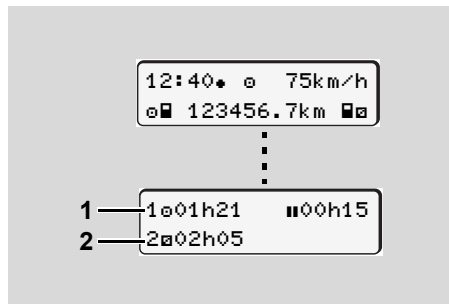 12:40● ⊙ 75km/h
⊙▮ 123456.7km ▮⧄
1 1⊙01h21 ▮▮00h15
2 2⧄02h05